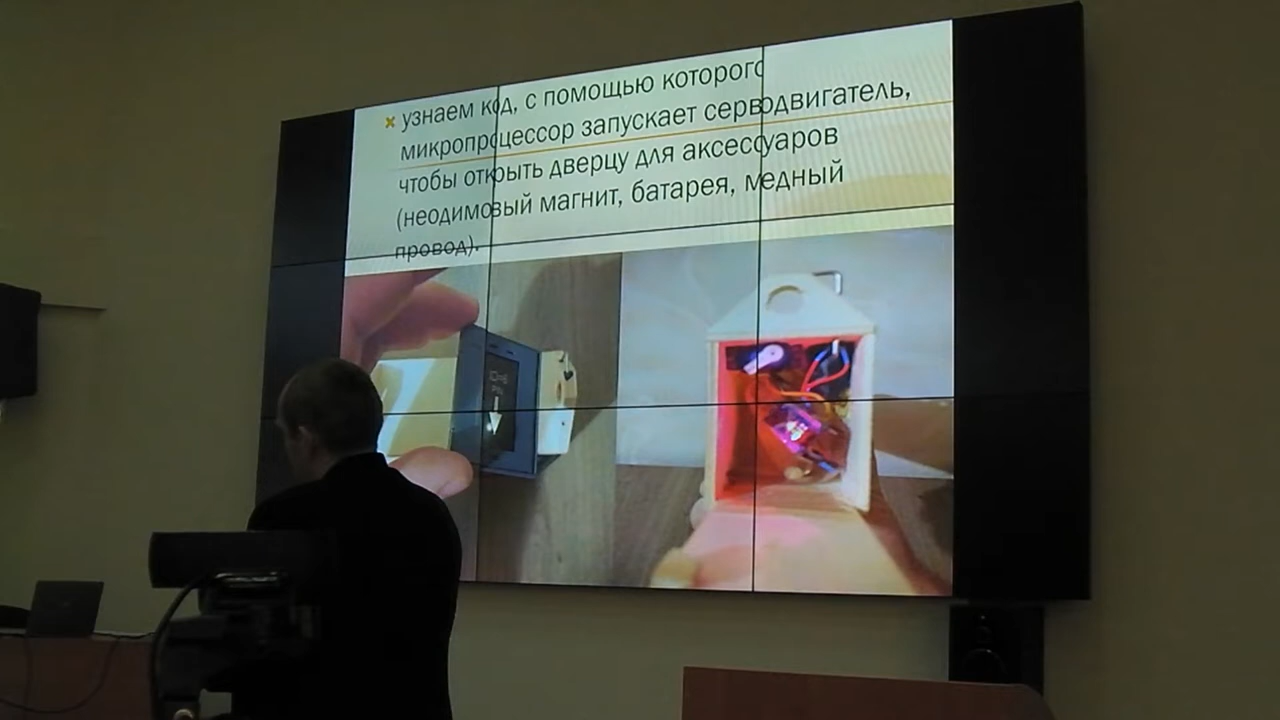 узнаем код, с помощью которого
микропроцессор запускает серводвигатель,
чтобы открыть дверцу для аксессуаров
(неодимовый магнит, батарея, медный
провод).